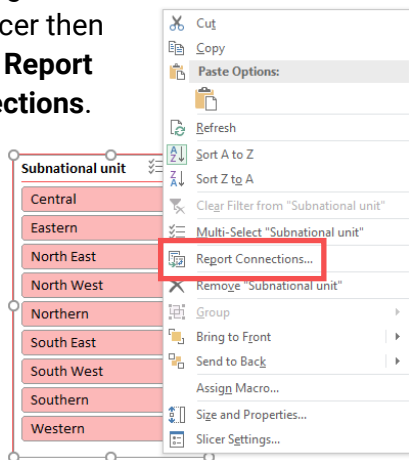 cer then
Report
ections.
Subnational unit
Central
Eastern
North East
North West
Northern
South East
South West
Southern
Western
Cut
Copy
Paste Options:
Refresh
Sort A to Z
Sort Z to A
Clear Filter from "Subnational unit"
Multi-Select "Subnational unit"
Report Connections...
Remove "Subnational unit"
Group
Bring to Front
Send to Back
Assign Macro...
Size and Properties...
Slicer Settings...